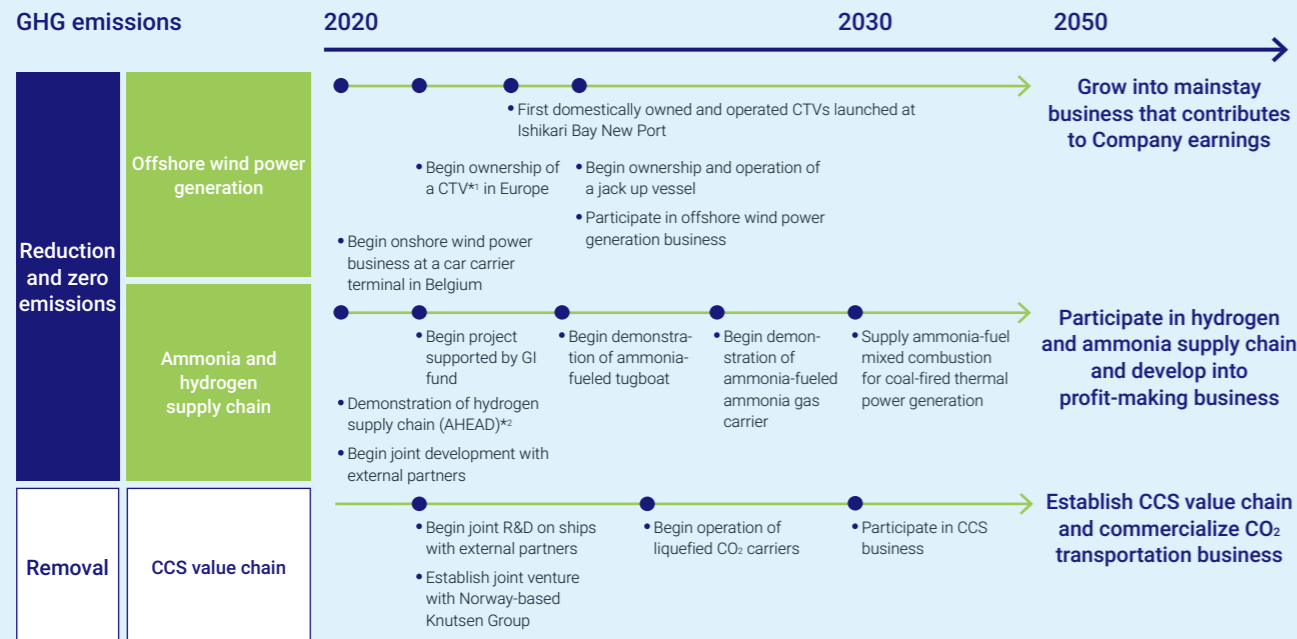 GHG emissions
2020
2030
2050
Reduction
and zero
emissions
Offshore wind power
generation
• First domestically owned and operated CTVs launched at
Ishikari Bay New Port
• Begin ownership of
a CTV*1 in Europe
• Begin ownership and operation of
a jack up vessel
• Participate in offshore wind power
generation business
• Begin onshore wind power
business at a car carrier
terminal in Belgium
Grow into mainstay
business that contributes
to Company earnings
Ammonia and
hydrogen
supply chain
• Begin project
supported by GI
fund
• Begin demonstra-
tion of ammonia-
fueled tugboat
• Begin demon-
stration of
ammonia-fueled
ammonia gas
carrier
• Supply ammonia-fuel
mixed combustion
for coal-fired thermal
power generation
• Demonstration of hydrogen
supply chain (AHEAD)*2
• Begin joint development with
external partners
Participate in hydrogen
and ammonia supply chain
and develop into
profit-making business
Removal
CCS value chain
• Begin joint R&D on ships
with external partners
• Establish joint venture
with Norway-based
Knutsen Group
• Begin operation of
liquefied CO2 carriers
• Participate in CCS
business
Establish CCS value chain
and commercialize CO2
transportation business